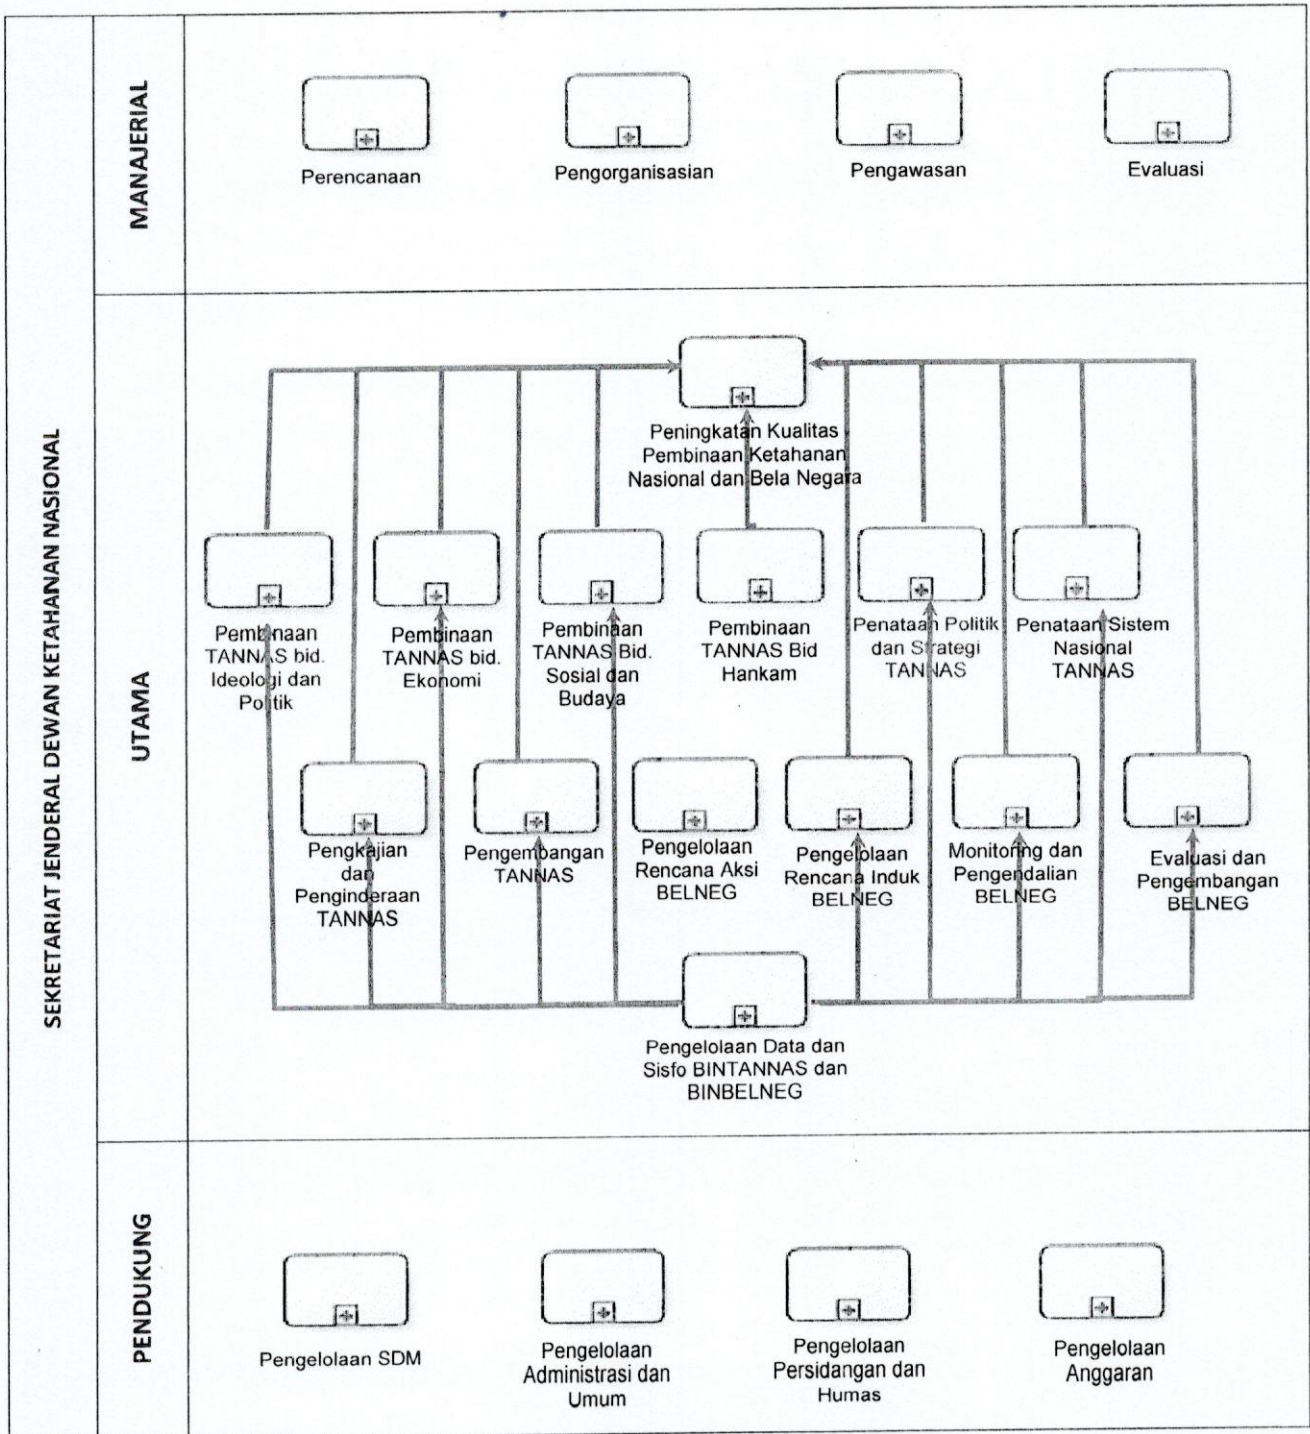 SEKRETARIAT JENDERAL DEWAN KETAHANAN NASIONAL
MANAJERIAL
Perencanaan
Pengorganisasian
Pengawasan
Evaluasi
UTAMA
Peningkatan Kualitas
Pembinaan Ketahanan
Nasional dan Bela Negara
Pembinaan
TANNAS bid.
Ideologi dan
Politik
Pembinaan
TANNAS bid.
Ekonomi
Pembinaan
TANNAS Bid.
Sosial dan
Budaya
Pembinaan
TANNAS Bid
Hankam
Penataan Politik
dan Strategi
TANNAS
Penataan Sistem
Nasional
TANNAS
Pengkajian
dan
Penginderaan
TANNAS
Pengembangan
TANNAS
Pengelolaan
Rencana Aksi
BELNEG
Pengelolaan
Rencana Induk
BELNEG
Monitoring dan
Pengendalian
BELNEG
Evaluasi dan
Pengembangan
BELNEG
Pengelolaan Data dan
Sisfo BINTANNAS dan
BINBELNEG
PENDUKUNG
Pengelolaan SDM
Pengelolaan
Administrasi dan
Umum
Pengelolaan
Persidangan dan
Humas
Pengelolaan
Anggaran